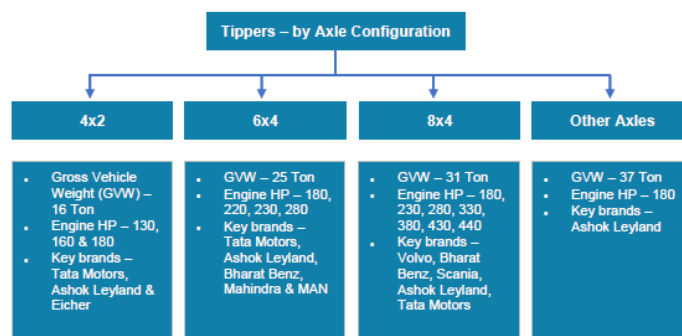 Tippers – by Axle Configuration
4x2
6x4
8x4
Other Axles
• Gross Vehicle
Weight (GVW) –
16 Ton
• Engine HP – 130,
160 & 180
• Key brands –
Tata Motors,
Ashok Leyland &
Eicher
• GVW – 25 Ton
• Engine HP – 180,
220, 230, 280
• Key brands –
Tata Motors,
Ashok Leyland,
Bharat Benz,
Mahindra & MAN
• GVW – 31 Ton
• Engine HP – 180,
230, 280, 330,
380, 430, 440
• Key brands –
Volvo, Bharat
Benz, Scania,
Ashok Leyland,
Tata Motors
• GVW – 37 Ton
• Engine HP – 180
• Key brands –
Ashok Leyland